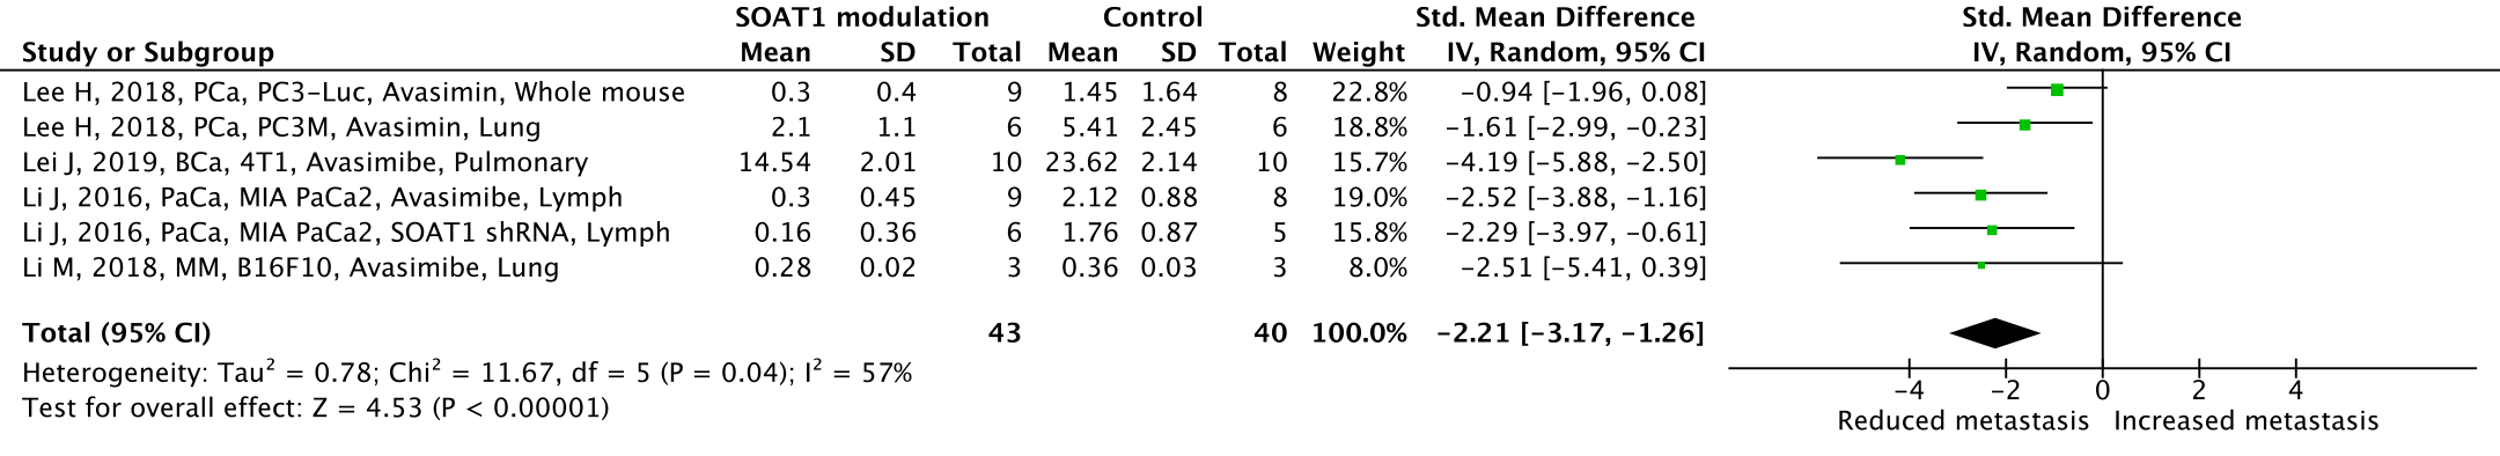 SOAT1 modulation Control Std. Mean Difference Std. Mean Difference
Study or Subgroup Mean SD Total Mean SD Total Weight IV, Random, 95% CI IV, Random, 95% CI
Lee H, 2018, PCa, PC3-Luc, Avasimin, Whole mouse 0.3 0.4 9 1.45 1.64 8 22.8% -0.94 [-1.96, 0.08]
Lee H, 2018, PCa, PC3M, Avasimin, Lung 2.1 1.1 6 5.41 2.45 6 18.8% -1.61 [-2.99, -0.23]
Lei J, 2019, BCa, 4T1, Avasimibe, Pulmonary 14.54 2.01 10 23.62 2.14 10 15.7% -4.19 [-5.88, -2.50]
Li J, 2016, PaCa, MIA PaCa2, Avasimibe, Lymph 0.3 0.45 9 2.12 0.88 8 19.0% -2.52 [-3.88, -1.16]
Li J, 2016, PaCa, MIA PaCa2, SOAT1 shRNA, Lymph 0.16 0.36 6 1.76 0.87 5 15.8% -2.29 [-3.97, -0.61]
Li M, 2018, MM, B16F10, Avasimibe, Lung 0.28 0.02 3 0.36 0.03 3 8.0% -2.51 [-5.41, 0.39]
Total (95% CI) 43 40 100.0% -2.21 [-3.17, -1.26]
Heterogeneity: Tau² = 0.78; Chi² = 11.67, df = 5 (P = 0.04); I² = 57%
Test for overall effect: Z = 4.53 (P < 0.00001)
-4 -2 0 2 4
Reduced metastasis Increased metastasis